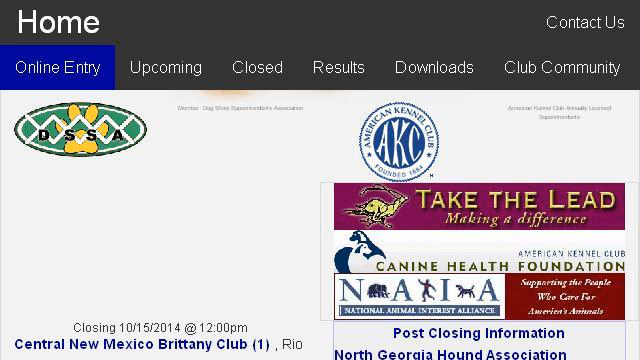 Home
Contact Us
Online Entry
Upcoming
Closed
Results
Downloads
Club Community
DSSA
Member Dog Show Superintendents Association
AMERICAN KENNEL CLUB
AKC
FOUNDED 1884
American Kennel Club Annually Licensed
Superintendents
TAKE THE LEAD
Making a difference
AMERICAN KENNEL CLUB
CANINE HEALTH FOUNDATION
NAIA
NATIONAL ANIMAL INTEREST ALLIANCE
Supporting the People
Who Care For
America's Animals
Closing 10/15/2014 @ 12:00pm
Central New Mexico Brittany Club (1) , Rio
Post Closing Information
North Georgia Hound Association